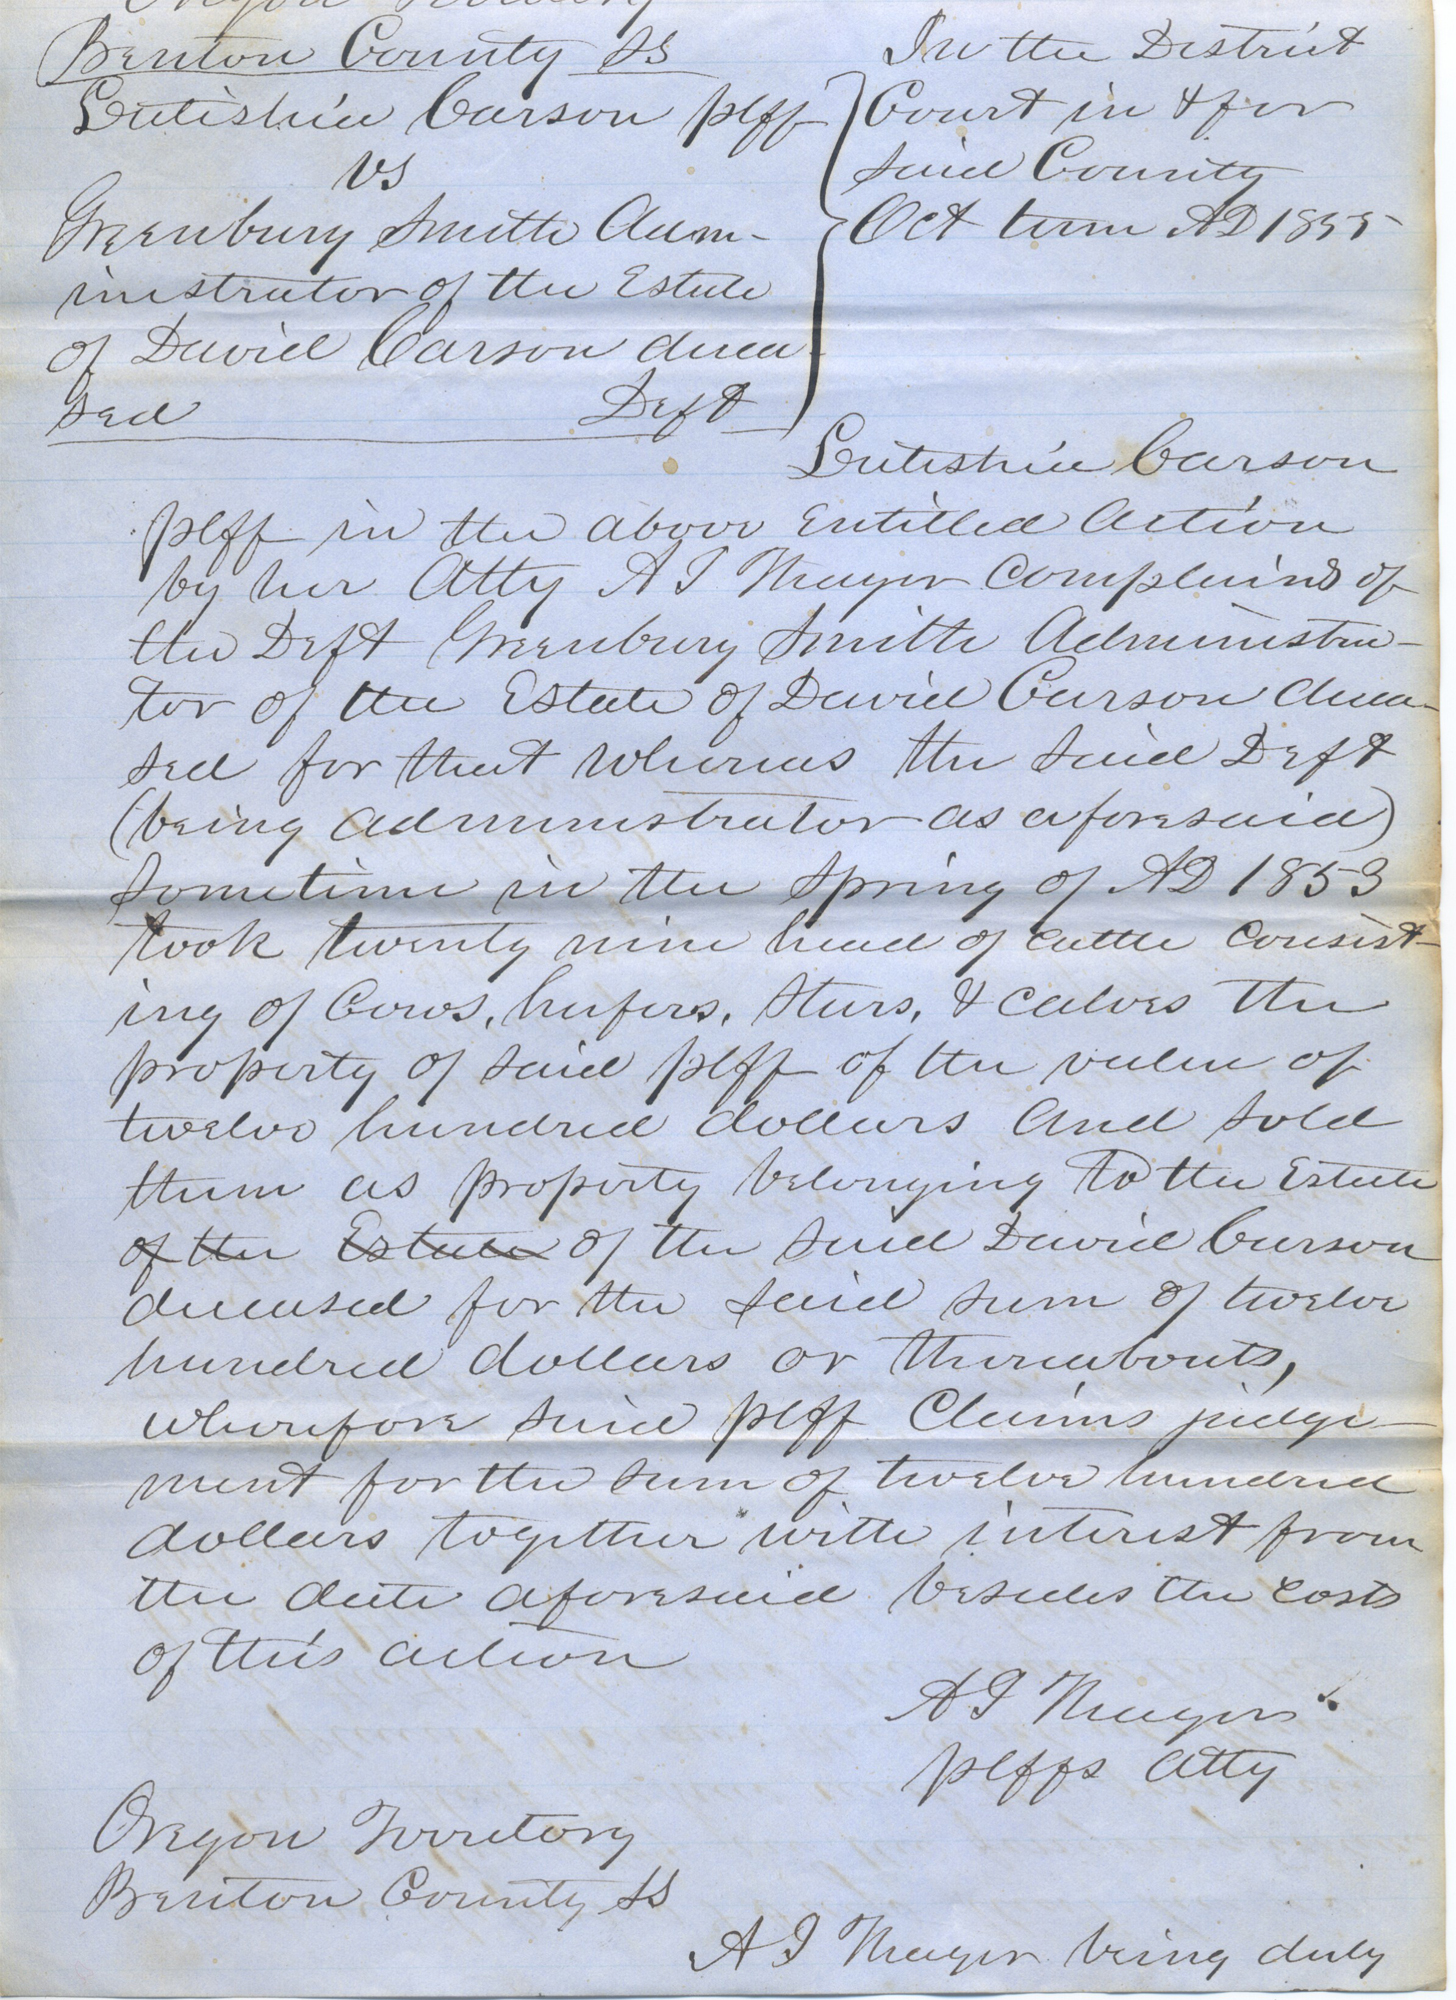 Oregon Territory
Benton County SS
Leutishia Carson plff
vs
Greenbury Smith Adm-
inistrator of the Estate
of David Carson decea-
sed Deft
In the District
Court in & for
said County
Oct term AD 1855
Leutishia Carson
plff in the above Entitled Action
by her Atty A J Thayer complains of
the Deft Greenbury Smith Administra-
tor of the Estate of David Carson decea-
sed for that whereas the said Deft
(being administrator as aforesaid)
sometime in the spring of AD 1853
took twenty nine head of cattle consist-
ing of Cows, heifers, Steers, & calves the
property of said plff of the value of
twelve hundred dollars and sold
them as property belonging to the Estate
of the Estate of the said David Carson
deceased for the said sum of twelve
hundred dollars or thereabouts,
wherefore said plff Claims judge-
ment for the sum of twelve hundred
dollars together with interest from
the date aforesaid besides the costs
of this action
A J Thayer
plffs Atty
Oregon Territory
Benton County SS
A J Thayer being duly